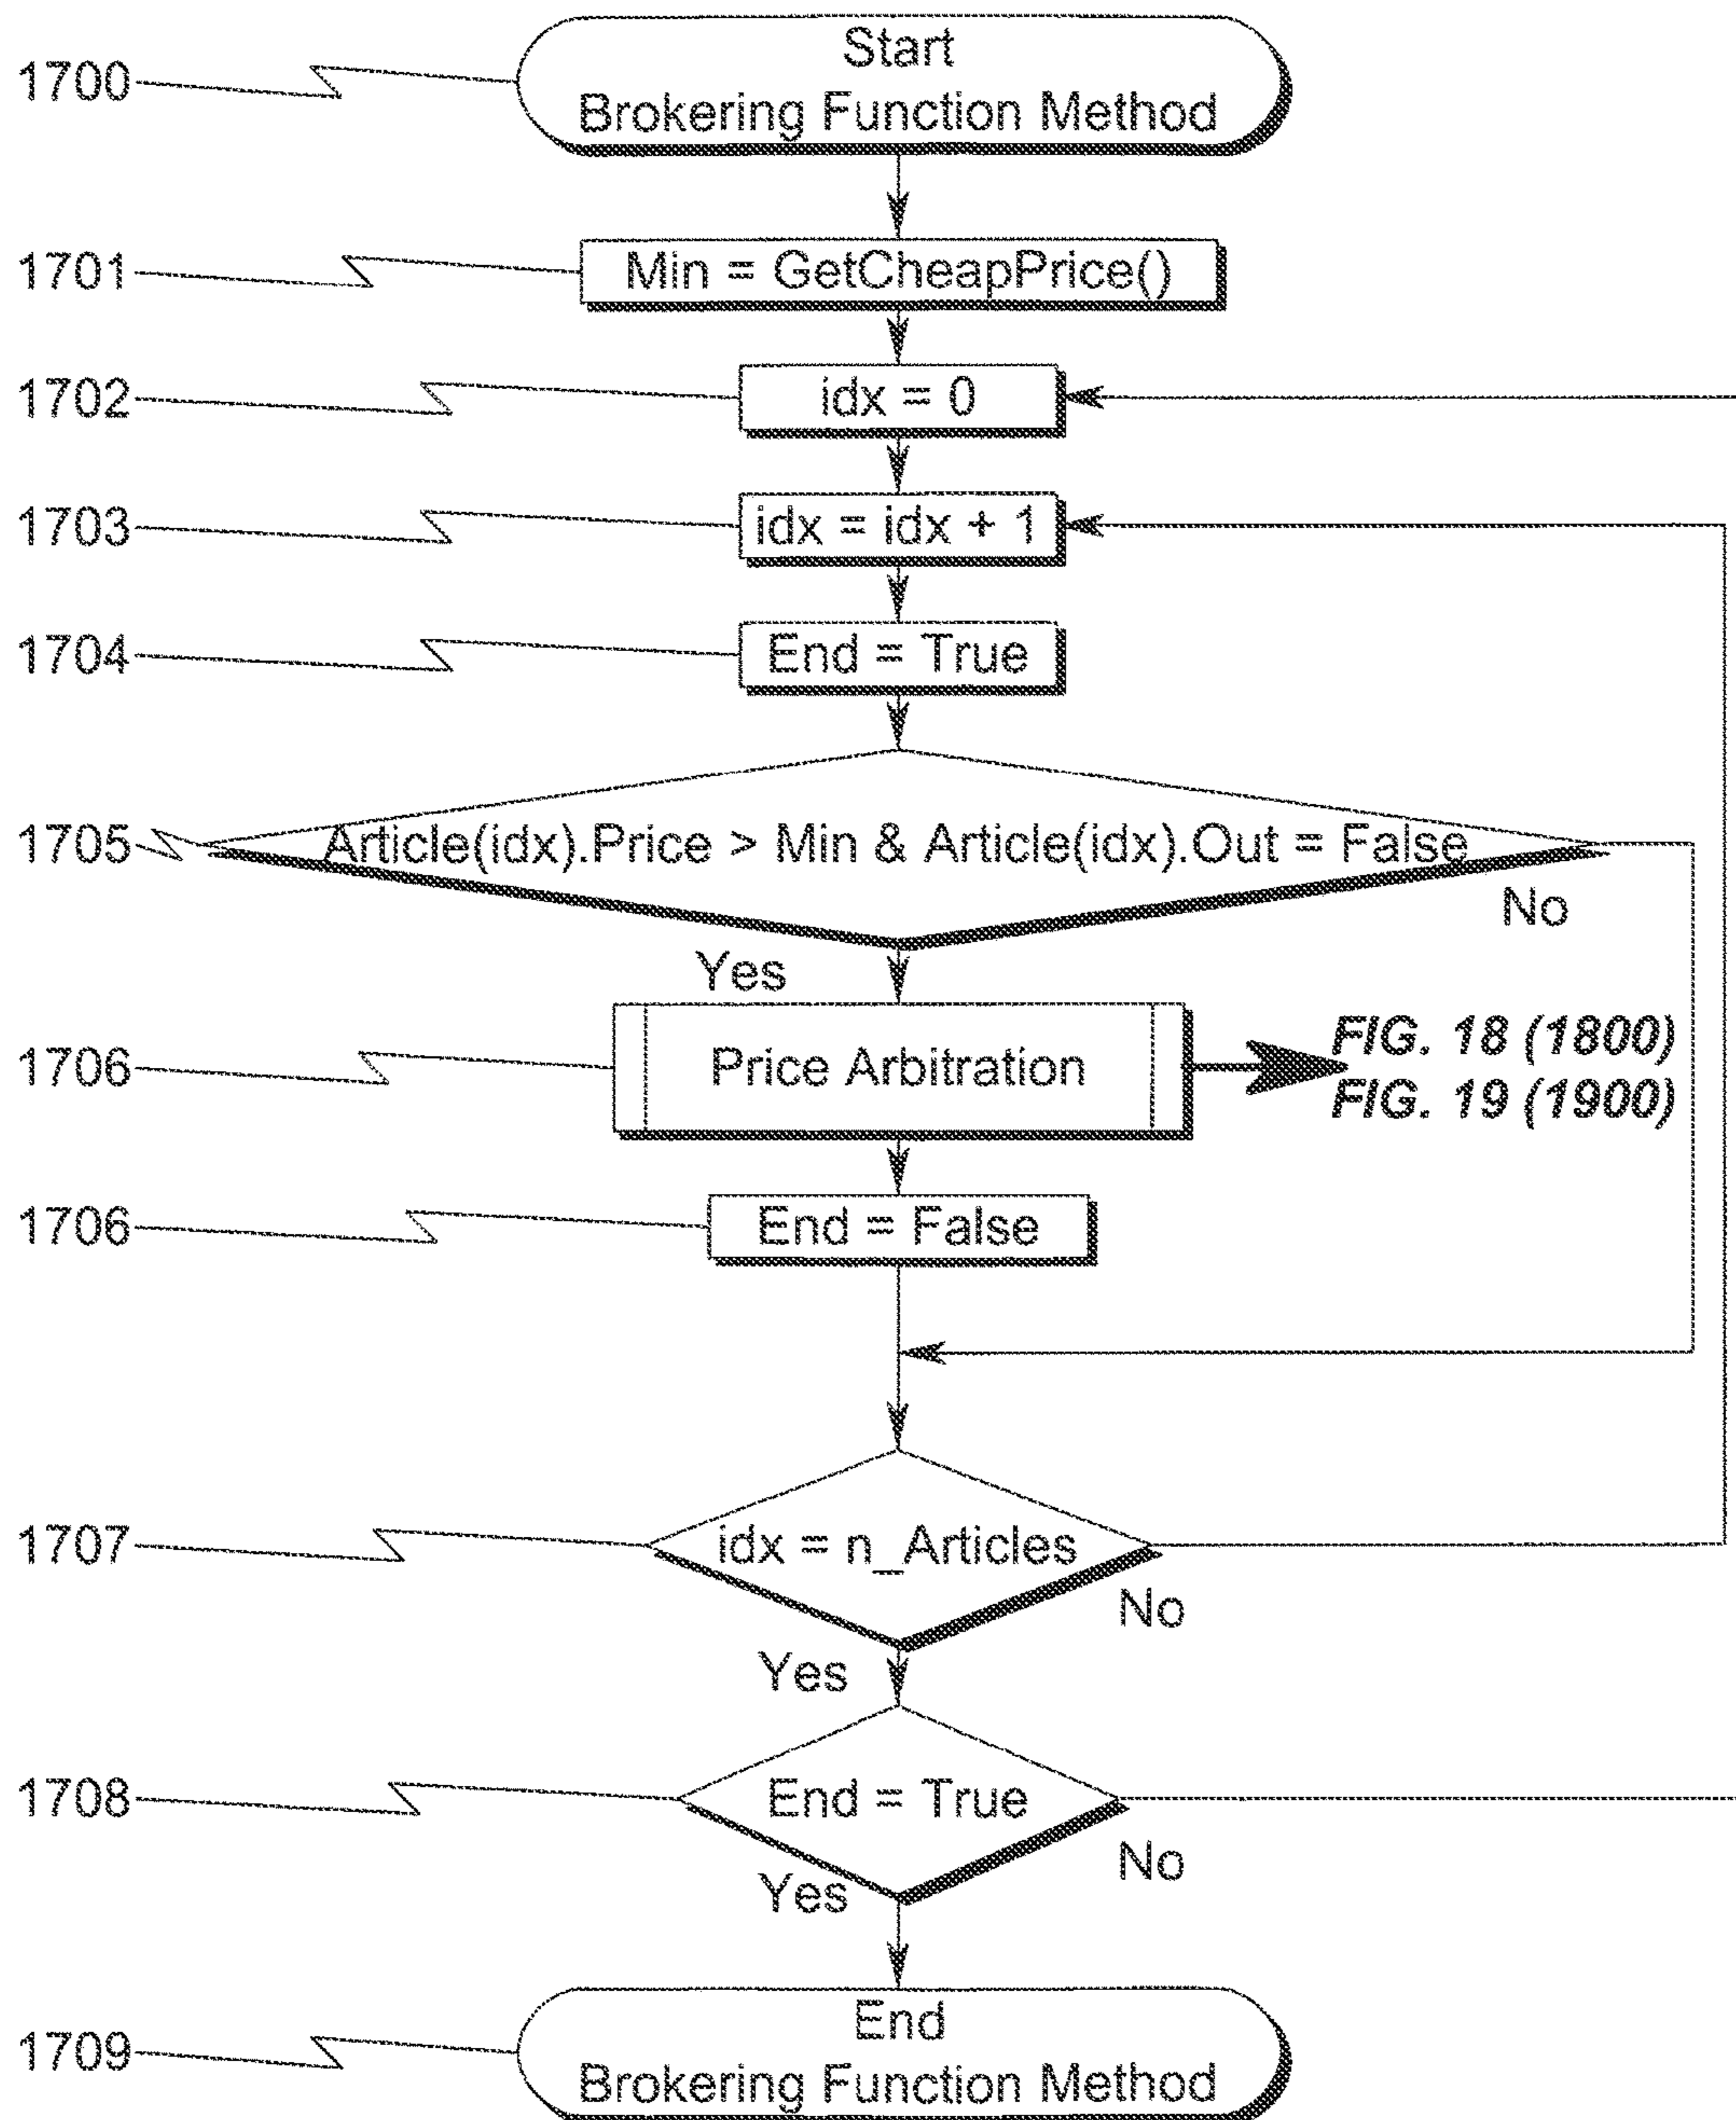 1700
Start
Brokering Function Method
1701
Min = GetCheapPrice()
1702
idx = 0
1703
idx = idx + 1
1704
End = True
1705
Article(idx).Price > Min & Article(idx).Out = False
No
Yes
1706
Price Arbitration
FIG. 18 (1800)
FIG. 19 (1900)
1706
End = False
1707
idx = n_Articles
No
Yes
1708
End = True
No
Yes
1709
End
Brokering Function Method